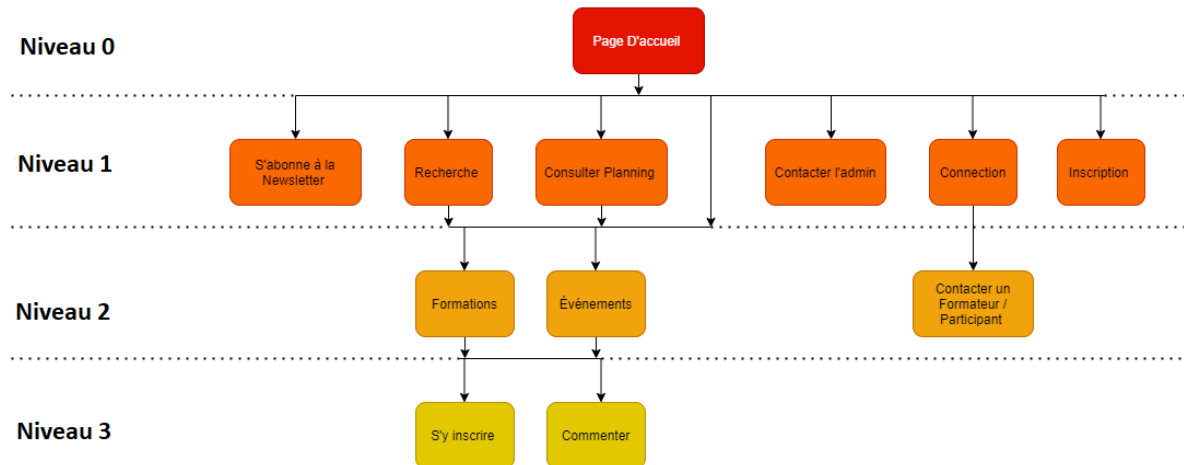 Niveau 0
Page D'accueil
Niveau 1
S'abonne à la
Newsletter
Recherche
Consulter Planning
Contacter l'admin
Connection
Inscription
Niveau 2
Formations
Événements
Contacter un
Formateur /
Participant
Niveau 3
S'y inscrire
Commenter